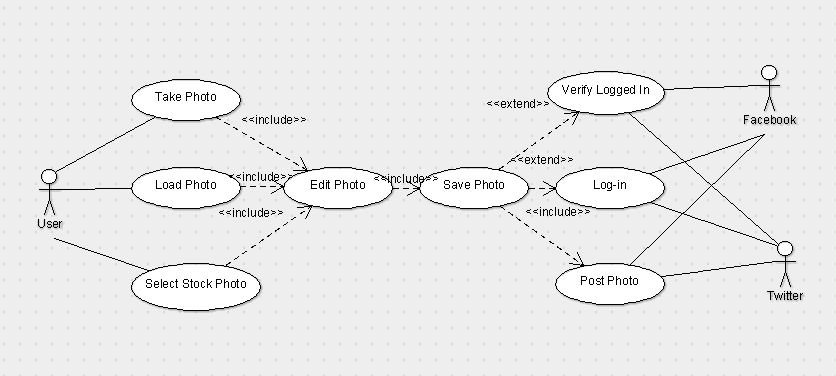 Take Photo
<<include>>
User
Load Photo
<<include>>
Edit Photo
<<include>>
Select Stock Photo
<<include>>
Save Photo
<<extend>>
Verify Logged In
<<extend>>
Log-in
<<include>>
Post Photo
Facebook
Twitter